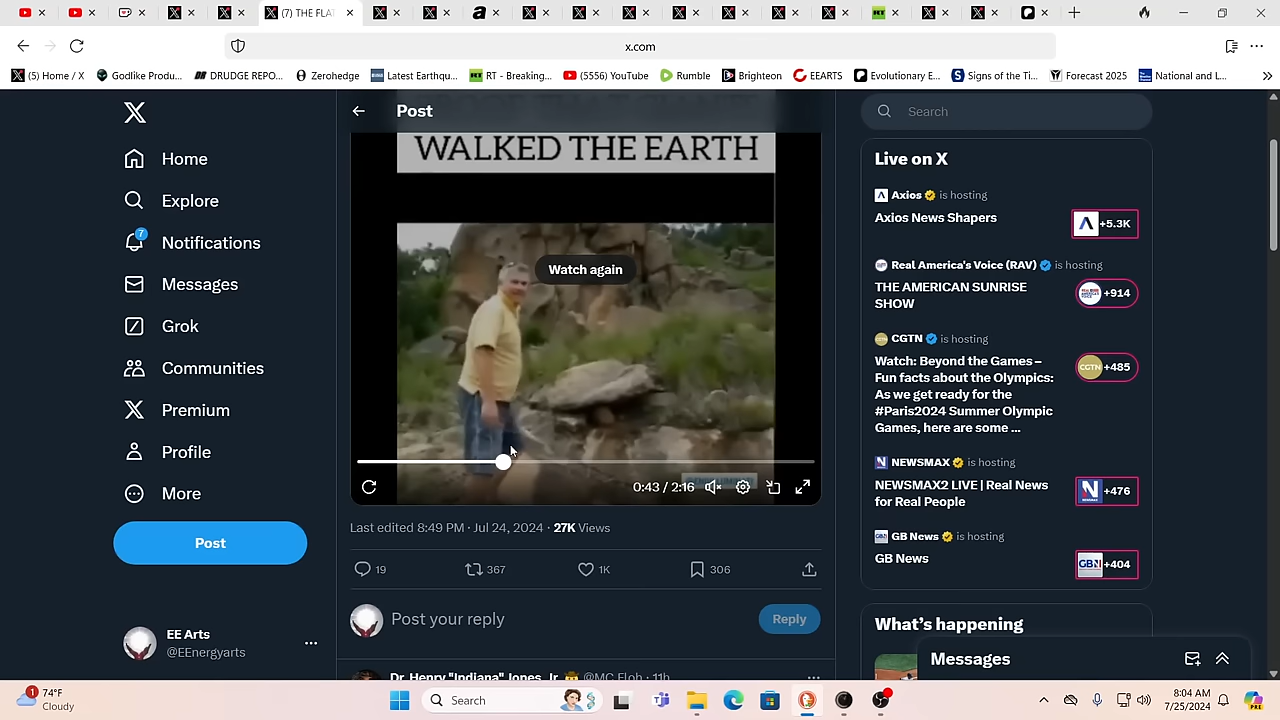 (7) THE FLAT
x.com
(5) Home / X
Godlike Produ...
DRUDGE REPO...
Zerohedge
Latest Earthqu...
RT - Breaking...
(5556) YouTube
Rumble
Brighteon
EEARTS
Evolutionary E...
Signs of the Ti...
Forecast 2025
National and L...
Post
Search
WALKED THE EARTH
Watch again
0:43 / 2:16
Last edited 8:49 PM · Jul 24, 2024 · 27K Views
19
367
1K
306
Post your reply
Reply
Dr. Henry "Indiana" Jones, Jr. @MC_Floh · 11h
7
Home
Explore
Notifications
Messages
Grok
Communities
Premium
Profile
More
Post
EE Arts
@EEnergyarts
Live on X
Axios is hosting
Axios News Shapers
+5.3K
Real America's Voice (RAV) is hosting
THE AMERICAN SUNRISE
SHOW
+914
CGTN is hosting
Watch: Beyond the Games –
Fun facts about the Olympics:
As we get ready for the
#Paris2024 Summer Olympic
Games, here are some ...
CGTN +485
NEWSMAX is hosting
NEWSMAX2 LIVE | Real News
for Real People
+476
GB News is hosting
GB News
GBN +404
What's happening
Messages
1
74°F
Cloudy
Search
8:04 AM
7/25/2024